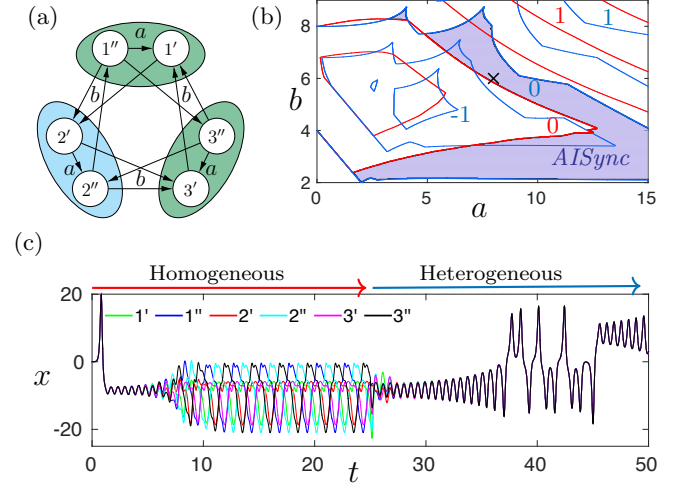 (a)
a
1′′ 1′
b b
2′ 3′′
a a
2′′ b 3′
(b)
b
8
6
4
2
1 1
0
-1
0
AISync
0 5 10 15
a
(c)
Homogeneous Heterogeneous
20
1' 1'' 2' 2'' 3' 3''
x
0
-20
0 10 20 30 40 50
t